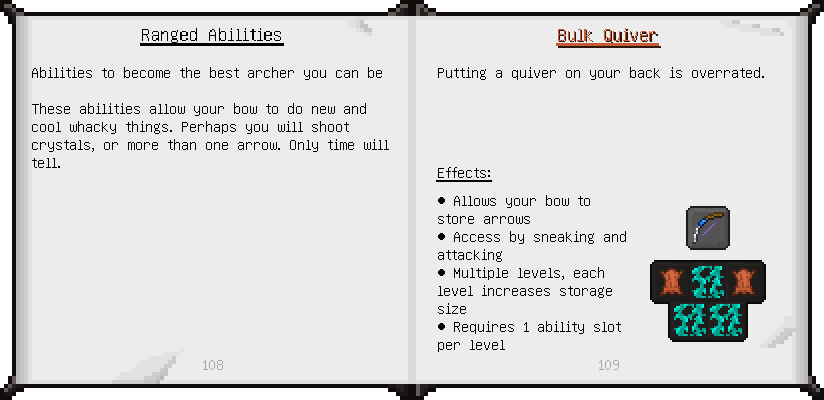 Ranged Abilities
Abilities to become the best archer you can be
These abilities allow your bow to do new and
cool whacky things. Perhaps you will shoot
crystals, or more than one arrow. Only time will
tell.
108
Bulk Quiver
Putting a quiver on your back is overrated.
Effects:
• Allows your bow to
store arrows
• Access by sneaking and
attacking
• Multiple levels, each
level increases storage
size
• Requires 1 ability slot
per level
109